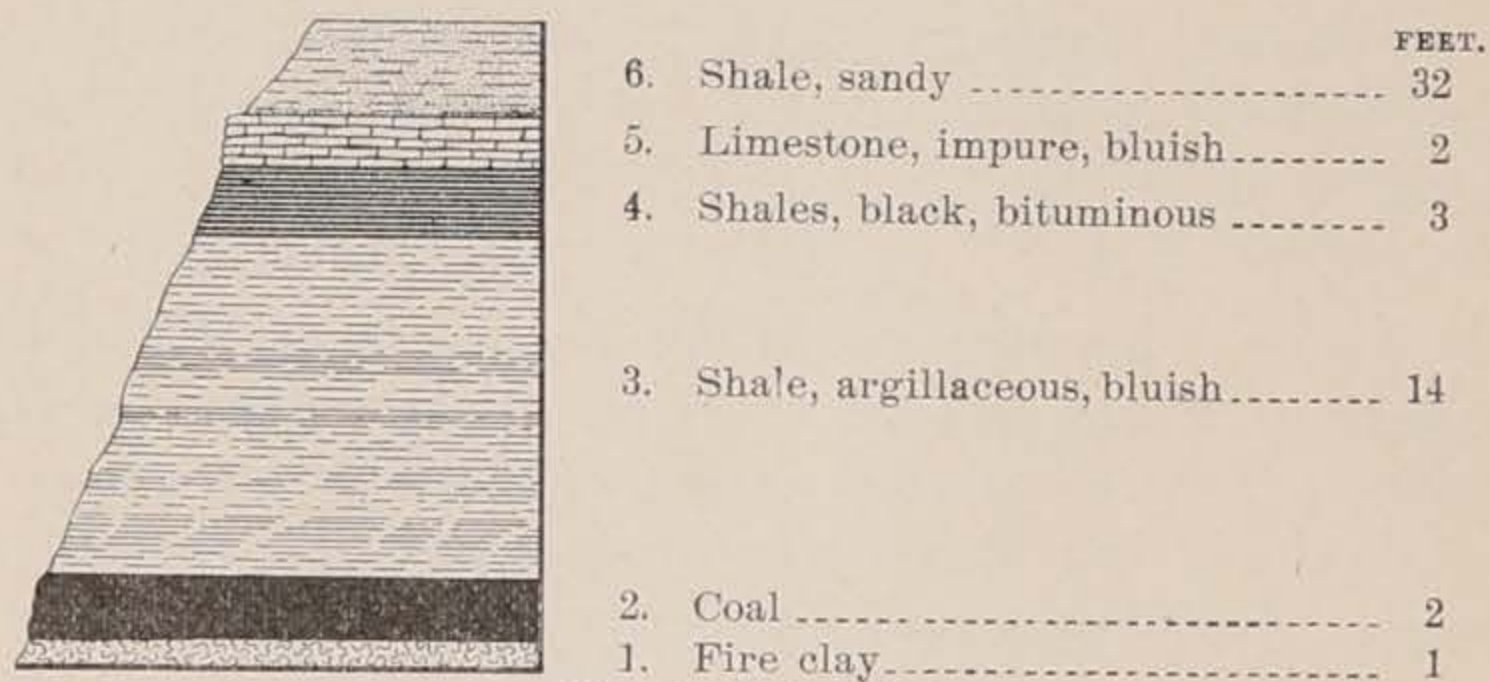 FEET.
6. Shale, sandy -------------------- 32
5. Limestone, impure, bluish-------- 2
4. Shales, black, bituminous -------- 3
3. Shale, argillaceous, bluish-------- 14
2. Coal ------------------------------ 2
1. Fire clay-------------------------- 1